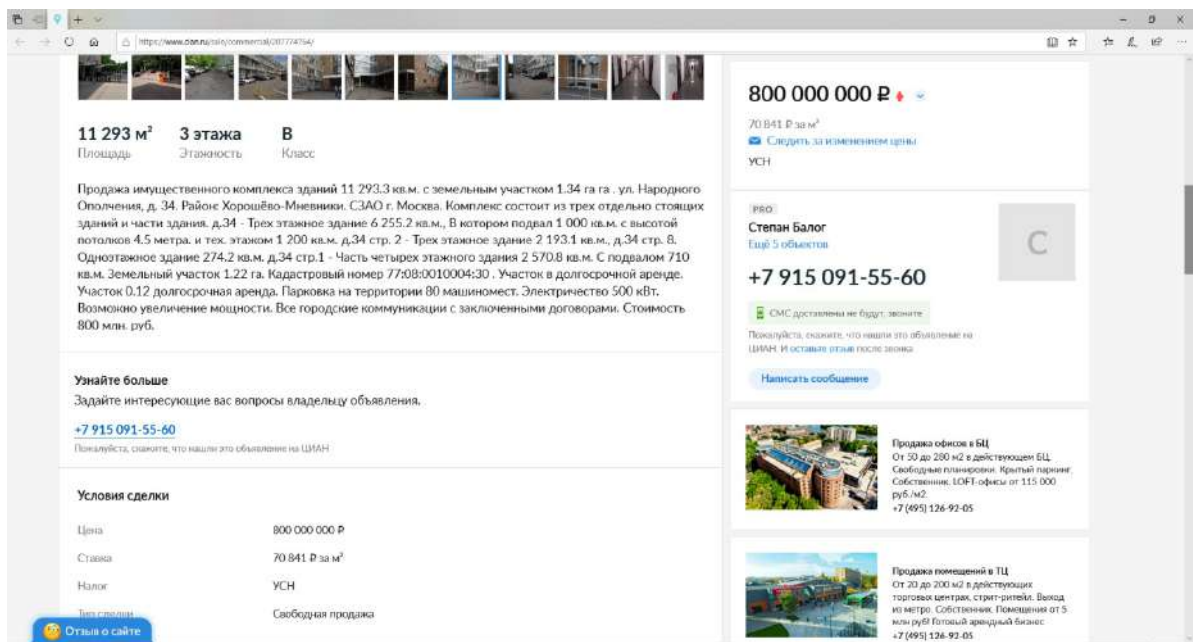 https://www.cian.ru/sale/commercial/207774764/
11 293 м²
3 этажа
B
Площадь
Этажность
Класс
Продажа имущественного комплекса зданий 11 293.3 кв.м. с земельным участком 1.34 га га . ул. Народного
Ополчения, д. 34. Район: Хорошёво-Мневники. СЗАО г. Москва. Комплекс состоит из трех отдельно стоящих
зданий и части здания. д.34 - Трех этажное здание 6 255.2 кв.м., В котором подвал 1 000 кв.м. с высотой
потолков 4.5 метра. и тех. этажом 1 200 кв.м. д.34 стр. 2 - Трех этажное здание 2 193.1 кв.м., д.34 стр. 8.
Одноэтажное здание 274.2 кв.м. д.34 стр.1 - Часть четырех этажного здания 2 570.8 кв.м. С подвалом 710
кв.м. Земельный участок 1.22 га. Кадастровый номер 77:08:0010004:30 . Участок в долгосрочной аренде.
Участок 0.12 долгосрочная аренда. Парковка на территории 80 машиномест. Электричество 500 кВт.
Возможно увеличение мощности. Все городские коммуникации с заключенными договорами. Стоимость
800 млн. руб.
Узнайте больше
Задайте интересующие вас вопросы владельцу объявления.
+7 915 091-55-60
Пожалуйста, скажите, что нашли это объявление на ЦИАН
Условия сделки
Цена
800 000 000 ₽
Ставка
70 841 ₽ за м²
Налог
УСН
Тип сделки
Свободная продажа
Отзыв о сайте
800 000 000 ₽
70 841 ₽ за м²
Следить за изменением цены
УСН
PRO
Степан Балог
Ещё 5 объектов
С
+7 915 091-55-60
СМС доставлены не будут, звоните
Пожалуйста, скажите, что нашли это объявление на
ЦИАН. И оставьте отзыв после звонка
Написать сообщение
Продажа офисов в БЦ
От 50 до 280 м2 в действующем БЦ.
Свободные планировки. Крытый паркинг.
Собственник. LOFT-офисы от 115 000
руб./м2.
+7 (495) 126-92-05
Продажа помещений в ТЦ
От 20 до 200 м2 в действующих
торговых центрах, стрит-ритейл. Выход
из метро. Собственник. Помещения от 5
млн руб! Готовый арендный бизнес
+7 (495) 126-92-05